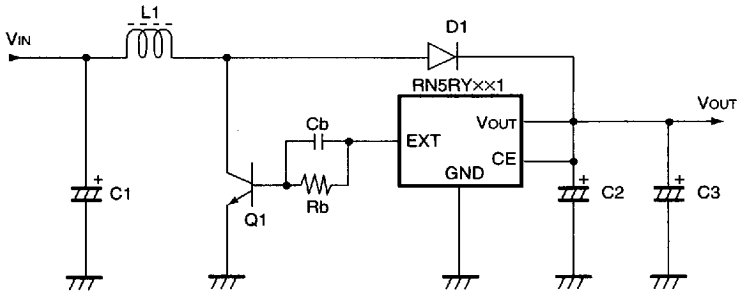 L1
VIN
D1
RN5RY××1
VOUT
VOUT
Cb
EXT
CE
GND
C1
Q1
Rb
C2
C3
+
+
+